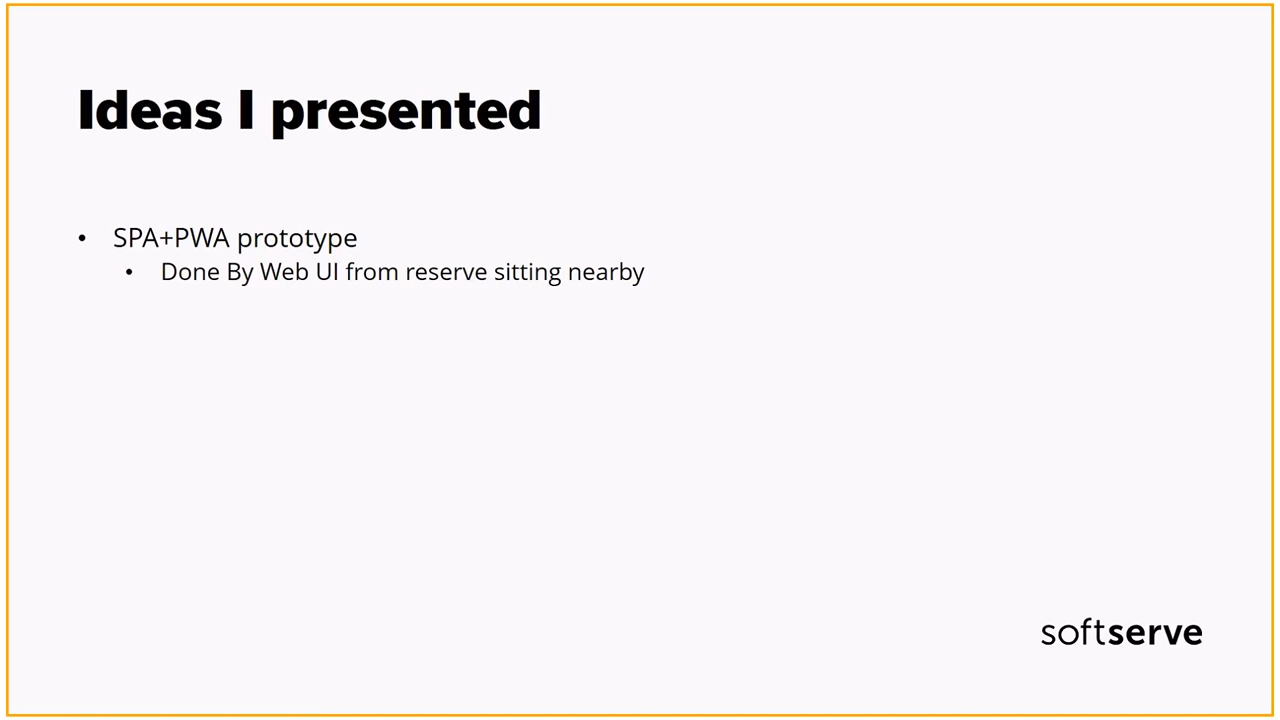 Ideas I presented
• SPA+PWA prototype
• Done By Web UI from reserve sitting nearby
softserve